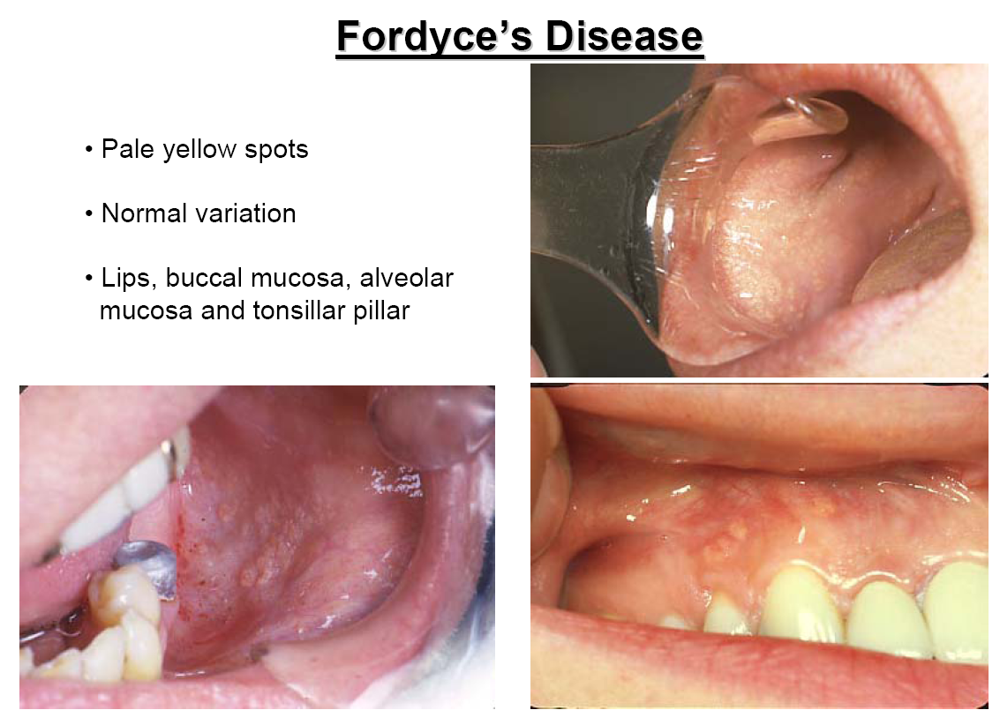 Fordyce’s Disease
• Pale yellow spots
• Normal variation
• Lips, buccal mucosa, alveolar
mucosa and tonsillar pillar